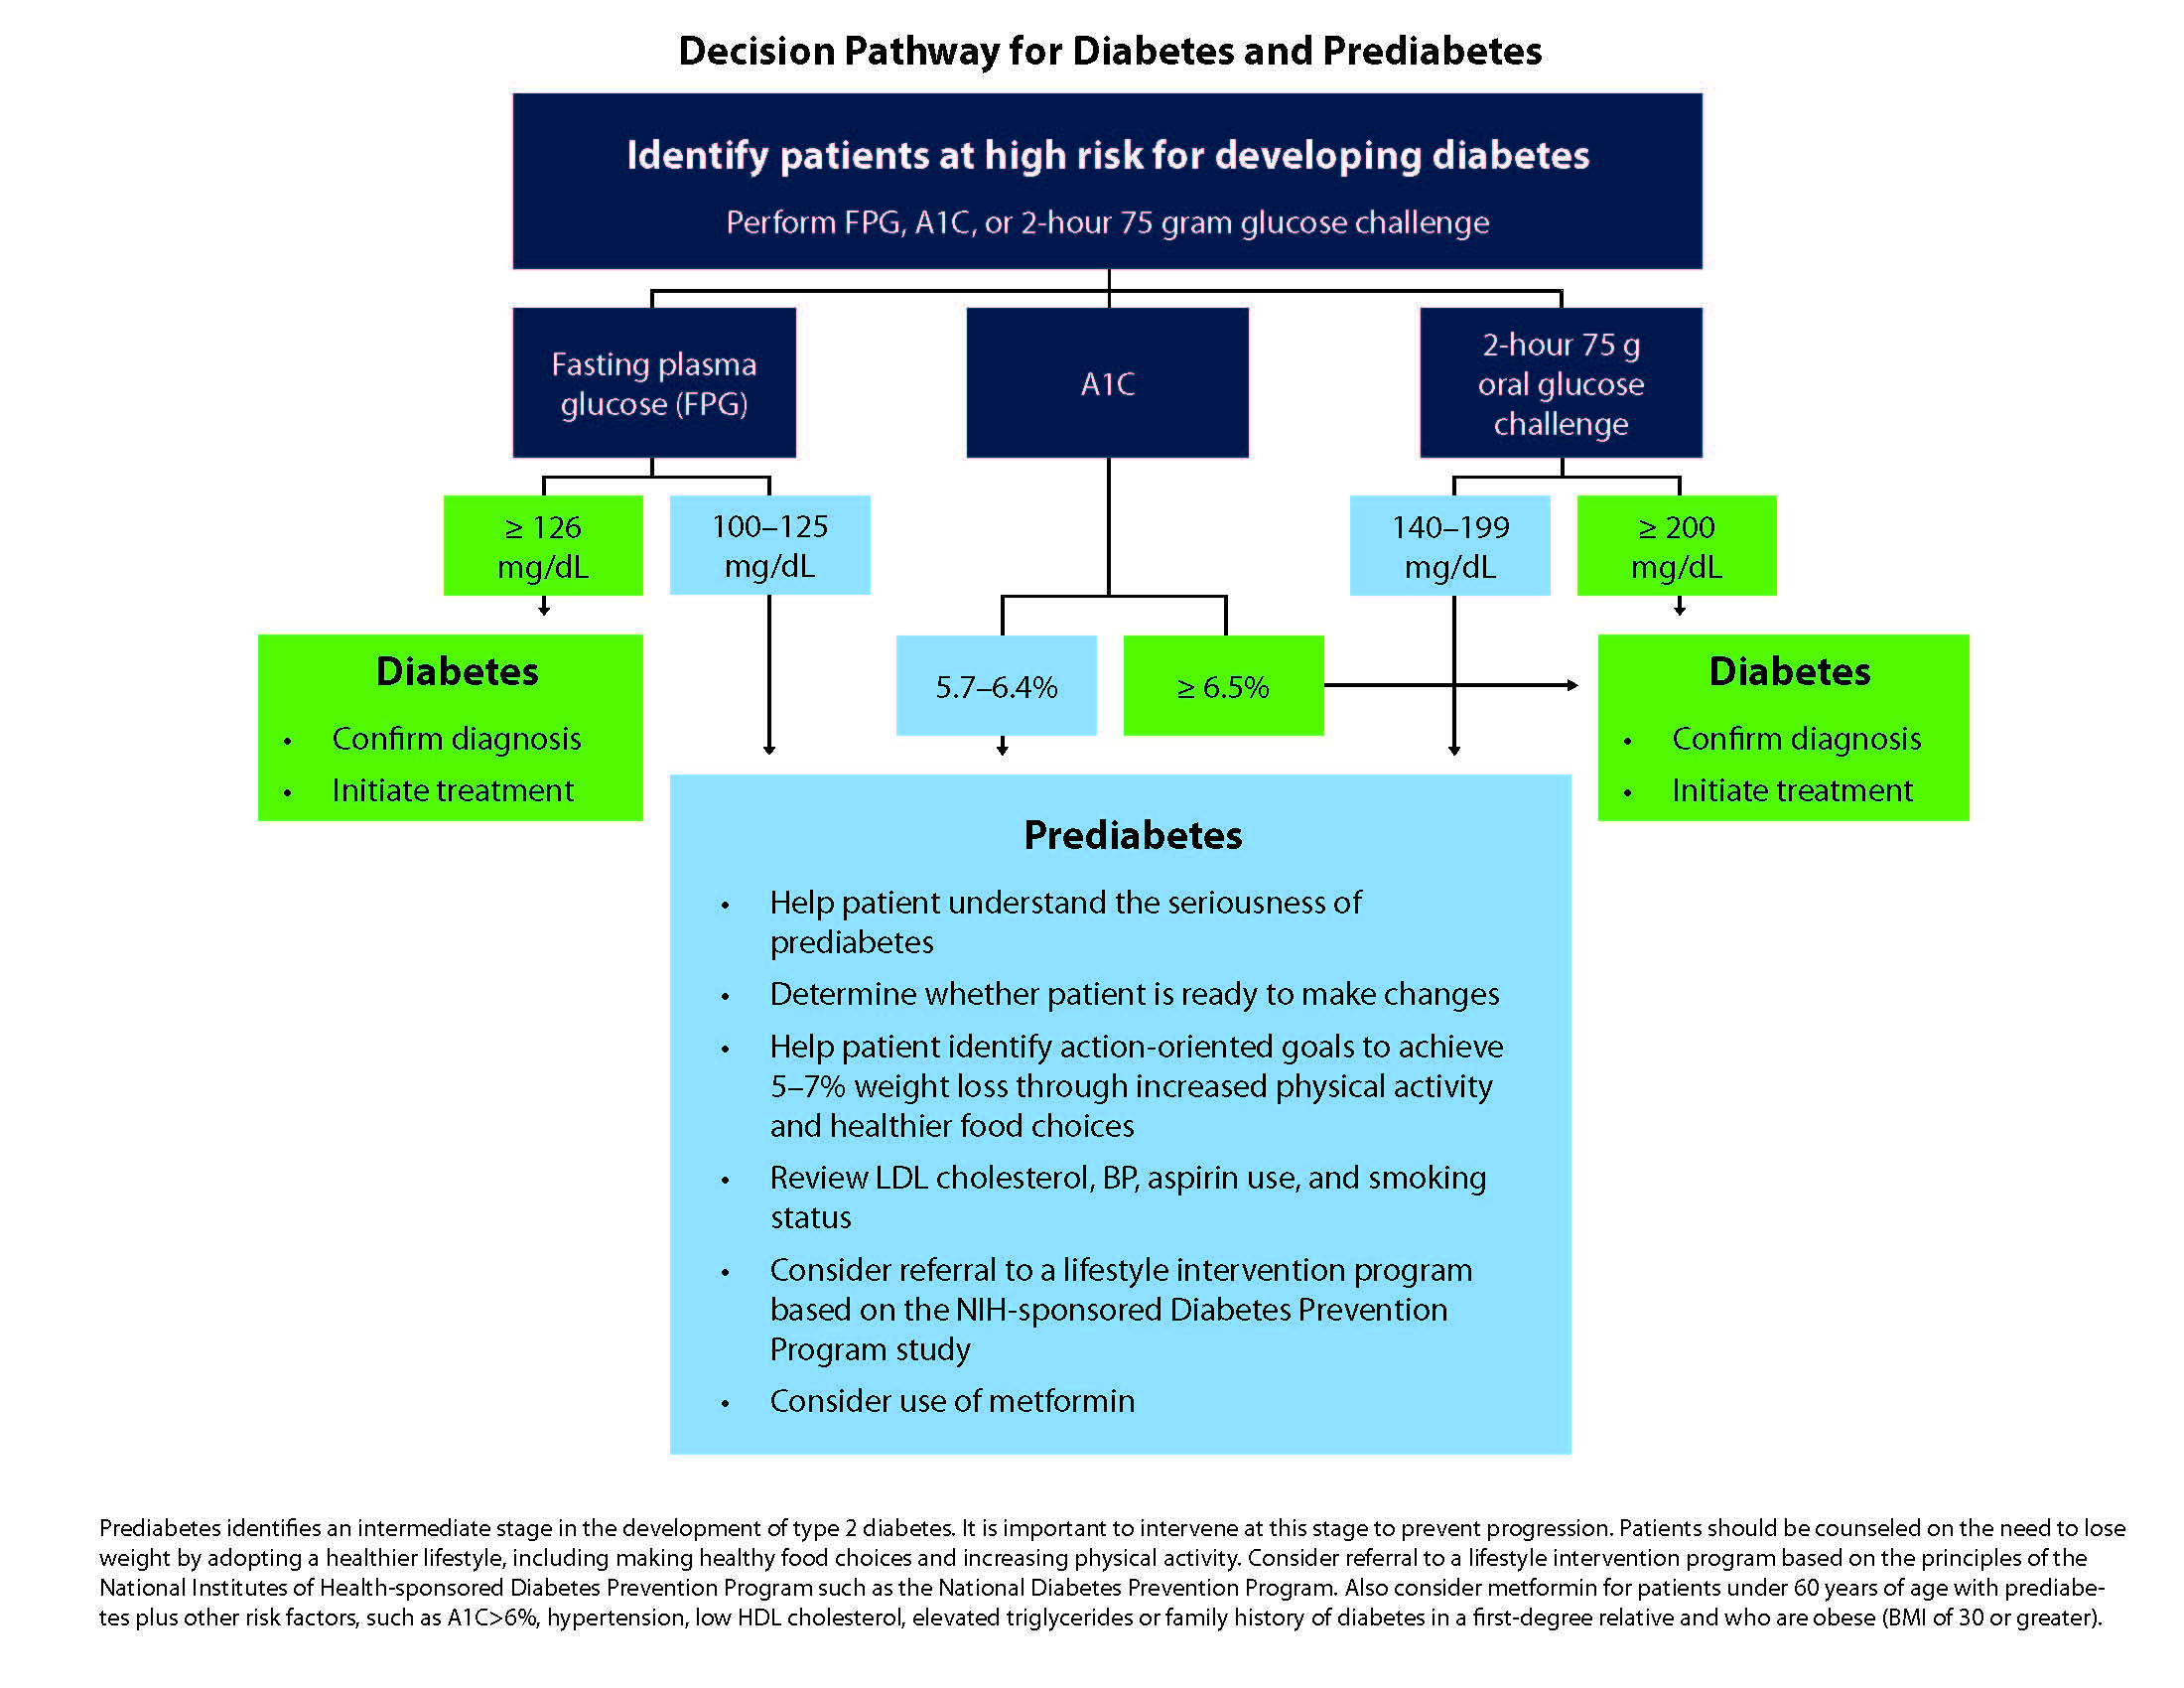 Decision Pathway for Diabetes and Prediabetes
Identify patients at high risk for developing diabetes
Perform FPG, A1C, or 2-hour 75 gram glucose challenge
Fasting plasma
glucose (FPG)
A1C
2-hour 75 g
oral glucose
challenge
≥ 126
mg/dL
100–125
mg/dL
140–199
mg/dL
≥ 200
mg/dL
5.7–6.4%
≥ 6.5%
Diabetes
• Confirm diagnosis
• Initiate treatment
Diabetes
• Confirm diagnosis
• Initiate treatment
Prediabetes
• Help patient understand the seriousness of
prediabetes
• Determine whether patient is ready to make changes
• Help patient identify action-oriented goals to achieve
5–7% weight loss through increased physical activity
and healthier food choices
• Review LDL cholesterol, BP, aspirin use, and smoking
status
• Consider referral to a lifestyle intervention program
based on the NIH-sponsored Diabetes Prevention
Program study
• Consider use of metformin
Prediabetes identifies an intermediate stage in the development of type 2 diabetes. It is important to intervene at this stage to prevent progression. Patients should be counseled on the need to lose
weight by adopting a healthier lifestyle, including making healthy food choices and increasing physical activity. Consider referral to a lifestyle intervention program based on the principles of the
National Institutes of Health-sponsored Diabetes Prevention Program such as the National Diabetes Prevention Program. Also consider metformin for patients under 60 years of age with prediabe-
tes plus other risk factors, such as A1C>6%, hypertension, low HDL cholesterol, elevated triglycerides or family history of diabetes in a first-degree relative and who are obese (BMI of 30 or greater).